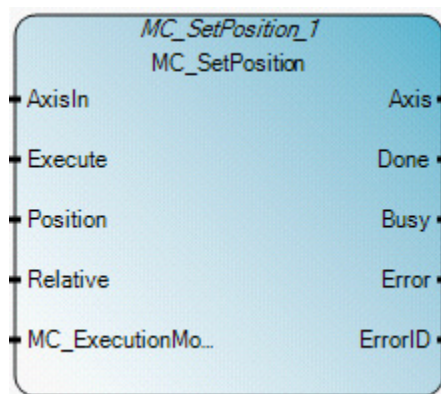 MC_SetPosition_1
MC_SetPosition
AxisIn Axis
Execute Done
Position Busy
Relative Error
MC_ExecutionMo... ErrorID